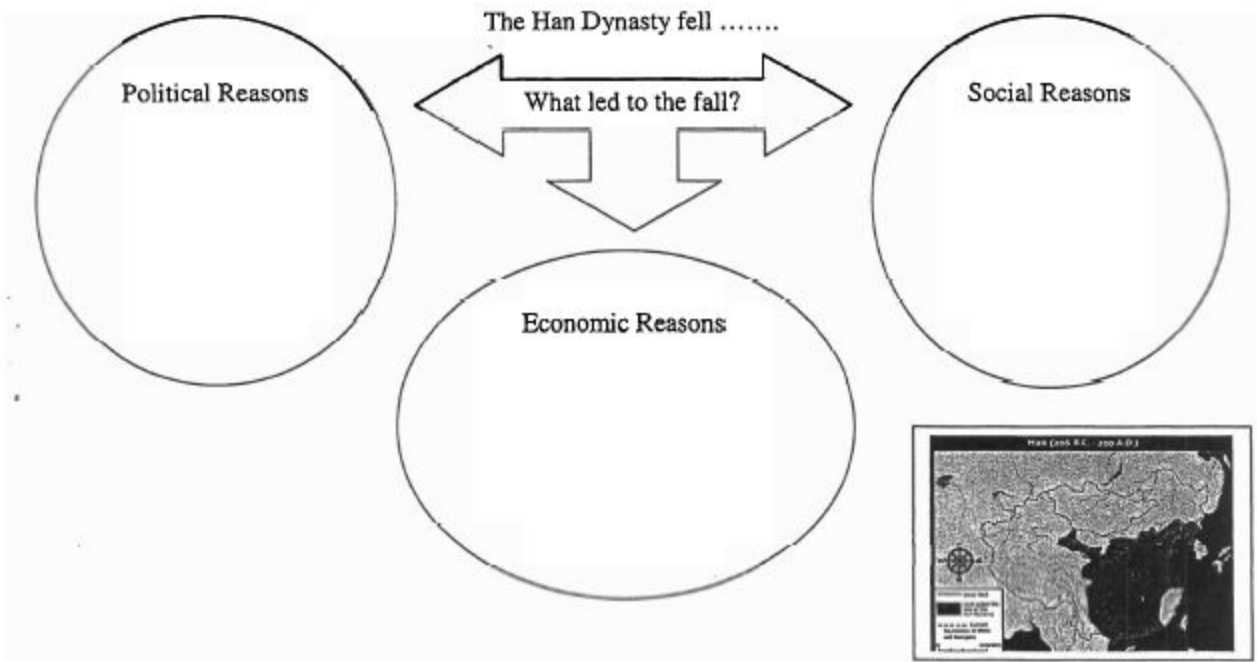 The Han Dynasty fell .......
Political Reasons
What led to the fall?
Social Reasons
Economic Reasons